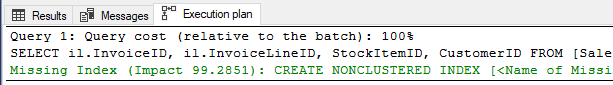 Results Messages Execution plan
Query 1: Query cost (relative to the batch): 100%
SELECT il.InvoiceID, il.InvoiceLineID, StockItemID, CustomerID FROM [Sale
Missing Index (Impact 99.2851): CREATE NONCLUSTERED INDEX [<Name of Missi